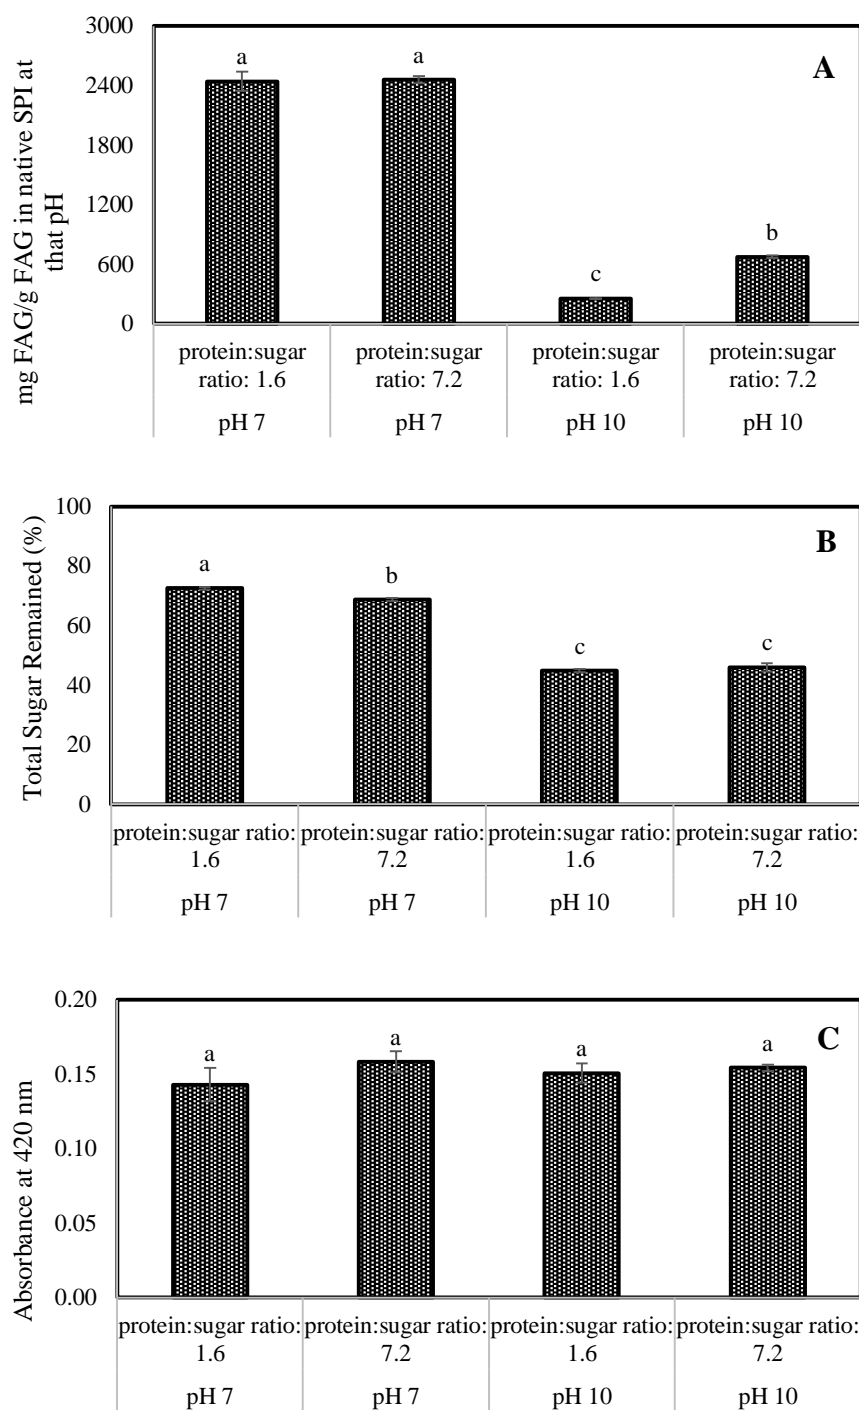 3000
2400
1800
1200
600
0
mg FAG/g FAG in native SPI at
that pH
a
a
c
b
A
protein:sugar
ratio: 1.6
protein:sugar
ratio: 7.2
protein:sugar
ratio: 1.6
protein:sugar
ratio: 7.2
pH 7
pH 7
pH 10
pH 10
100
80
60
40
20
0
Total Sugar Remained (%)
a
b
c
c
B
protein:sugar ratio:
1.6
protein:sugar ratio:
7.2
protein:sugar ratio:
1.6
protein:sugar ratio:
7.2
pH 7
pH 7
pH 10
pH 10
0.20
0.15
0.10
0.05
0.00
Absorbance at 420 nm
a
a
a
a
C
protein:sugar ratio:
1.6
protein:sugar ratio:
7.2
protein:sugar ratio:
1.6
protein:sugar ratio:
7.2
pH 7
pH 7
pH 10
pH 10